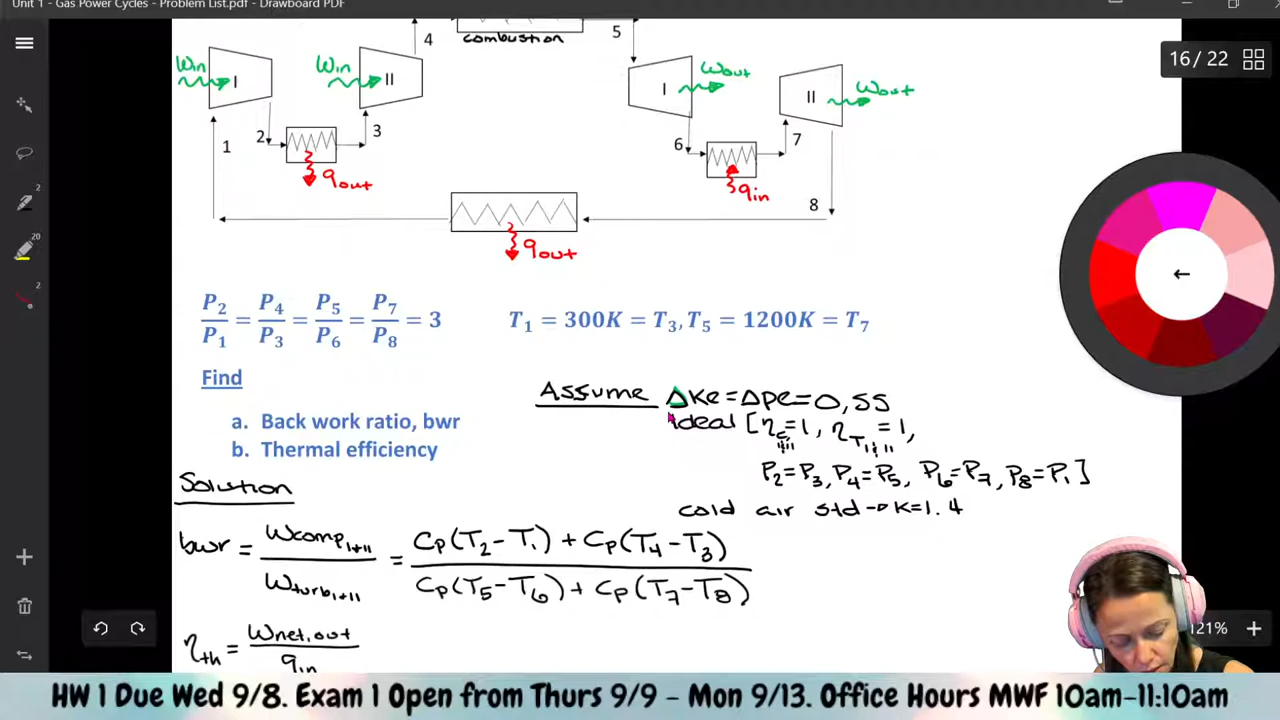 Unit 1 - Gas Power Cycles - Problem List.pdf - Drawboard PDF
16 / 22
4
combustion
5
Win
I
Win
II
I
Wout
II
Wout
1
2
3
qout
6
7
qin
8
qout
P2/P1 = P4/P3 = P5/P6 = P7/P8 = 3
T1 = 300K = T3, T5 = 1200K = T7
Find
a. Back work ratio, bwr
b. Thermal efficiency
Assume ΔKe=ΔPe=0, SS
ideal [ηc I+II =1, ηT I+II =1,
P2=P3, P4=P5, P6=P7, P8=P1]
cold air std → K=1.4
Solution
bwr = Wcomp I+II / Wturb I+II = Cp(T2-T1) + Cp(T4-T3) / Cp(T5-T6) + Cp(T7-T8)
ηth = Wnet,out / qin
2
20
2
121%
HW 1 Due Wed 9/8. Exam 1 Open from Thurs 9/9 - Mon 9/13. Office Hours MWF 10am-11:10am